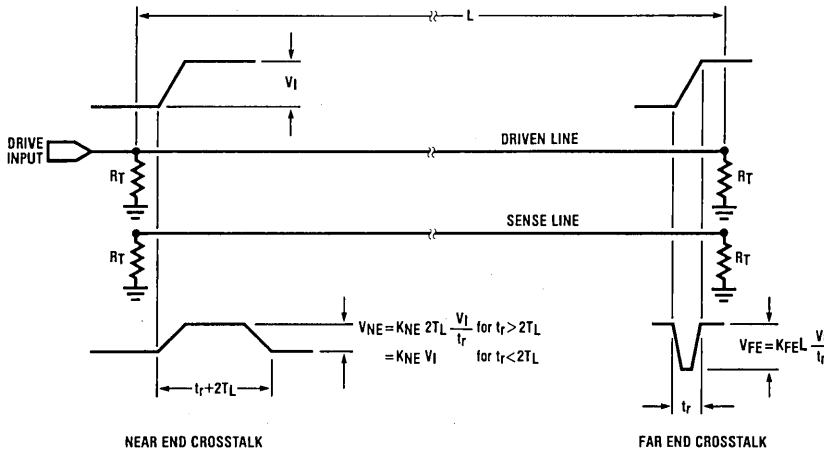 L
V_I
DRIVE
INPUT
DRIVEN LINE
R_T
R_T
SENSE LINE
R_T
R_T
V_NE = K_NE 2T_L V_I/t_r for t_r > 2T_L
= K_NE V_I for t_r < 2T_L
V_FE = K_FE L V/t_r
t_r + 2T_L
t_r
NEAR END CROSSTALK
FAR END CROSSTALK